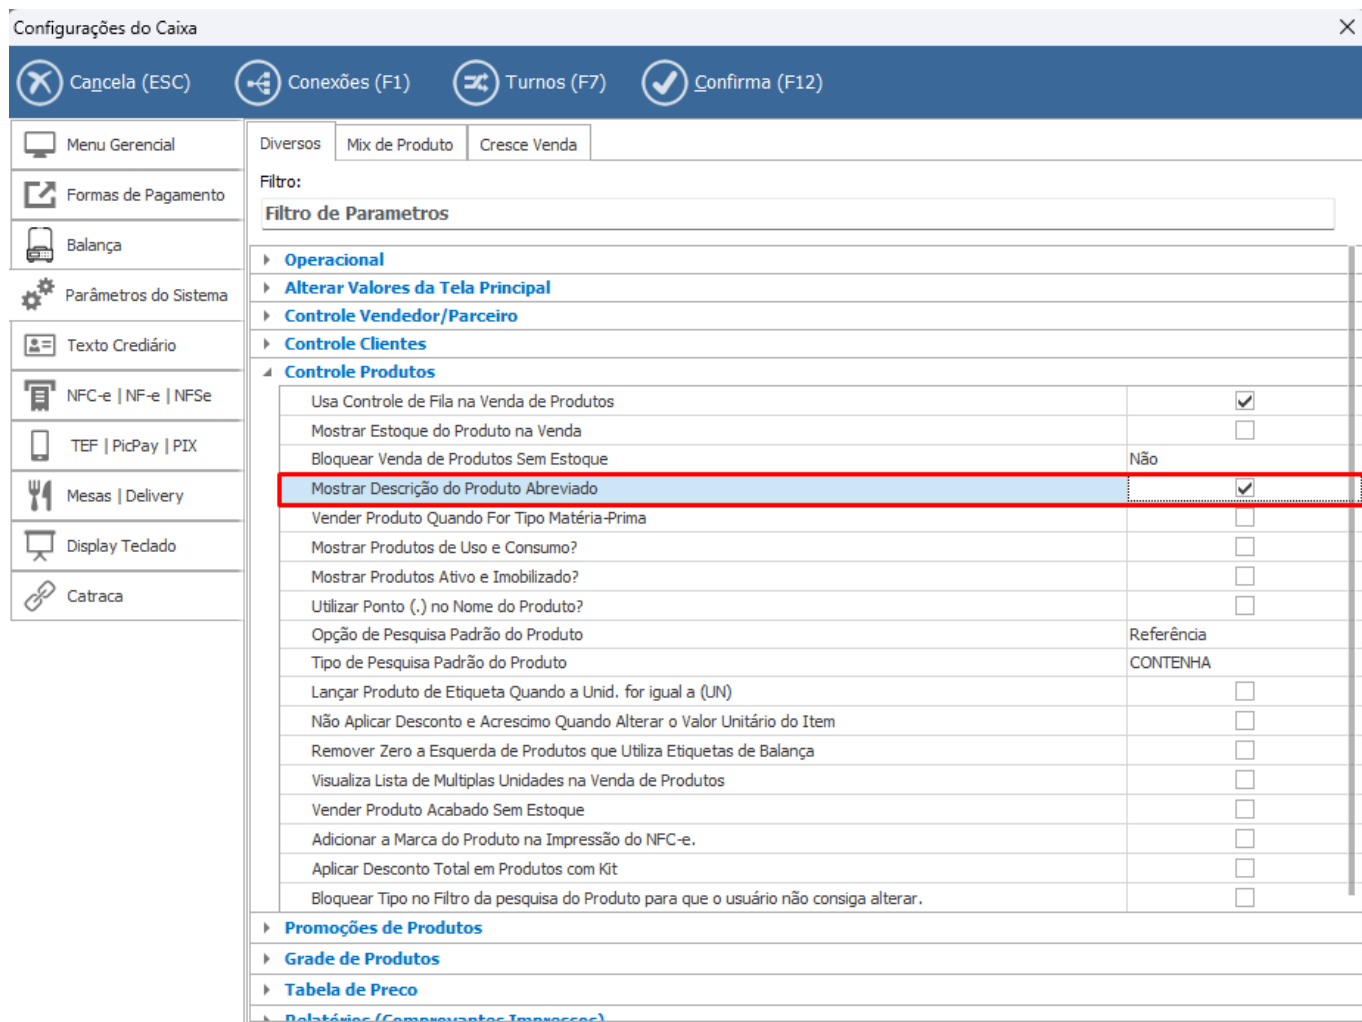 Configurações do Caixa
Cancela (ESC) Conexões (F1) Turnos (F7) Confirma (F12)
Menu Gerencial
Formas de Pagamento
Balança
Parâmetros do Sistema
Texto Crediário
NFC-e | NF-e | NFSe
TEF | PicPay | PIX
Mesas | Delivery
Display Teclado
Catraca
Diversos Mix de Produto Cresce Venda
Filtro:
Filtro de Parametros
Operacional
Alterar Valores da Tela Principal
Controle Vendedor/Parceiro
Controle Clientes
Controle Produtos
Usa Controle de Fila na Venda de Produtos
Mostrar Estoque do Produto na Venda
Bloquear Venda de Produtos Sem Estoque Não
Mostrar Descrição do Produto Abreviado
Vender Produto Quando For Tipo Matéria-Prima
Mostrar Produtos de Uso e Consumo?
Mostrar Produtos Ativo e Imobilizado?
Utilizar Ponto (.) no Nome do Produto?
Opção de Pesquisa Padrão do Produto Referência
Tipo de Pesquisa Padrão do Produto CONTENHA
Lançar Produto de Etiqueta Quando a Unid. for igual a (UN)
Não Aplicar Desconto e Acrescimo Quando Alterar o Valor Unitário do Item
Remover Zero a Esquerda de Produtos que Utiliza Etiquetas de Balança
Visualiza Lista de Multiplas Unidades na Venda de Produtos
Vender Produto Acabado Sem Estoque
Adicionar a Marca do Produto na Impressão do NFC-e.
Aplicar Desconto Total em Produtos com Kit
Bloquear Tipo no Filtro da pesquisa do Produto para que o usuário não consiga alterar.
Promoções de Produtos
Grade de Produtos
Tabela de Preco
Relatórios (Comprovantes Impressos)